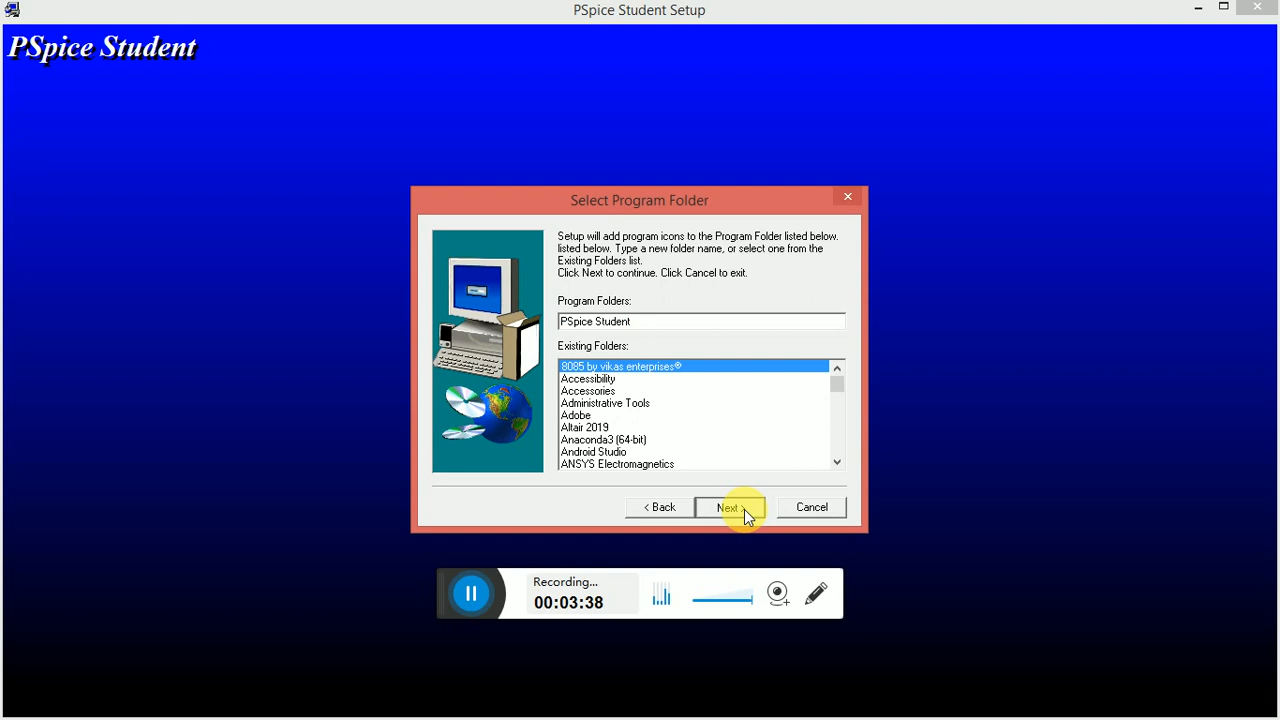 PSpice Student Setup
PSpice Student
Select Program Folder
Setup will add program icons to the Program Folder listed below.
listed below. Type a new folder name, or select one from the
Existing Folders list.
Click Next to continue. Click Cancel to exit.
Program Folders:
PSpice Student
Existing Folders:
8085 by vikas enterprises®
Accessibility
Accessories
Administrative Tools
Adobe
Altair 2019
Anaconda3 (64-bit)
Android Studio
ANSYS Electromagnetics
< Back
Next >
Cancel
Recording...
00:03:38